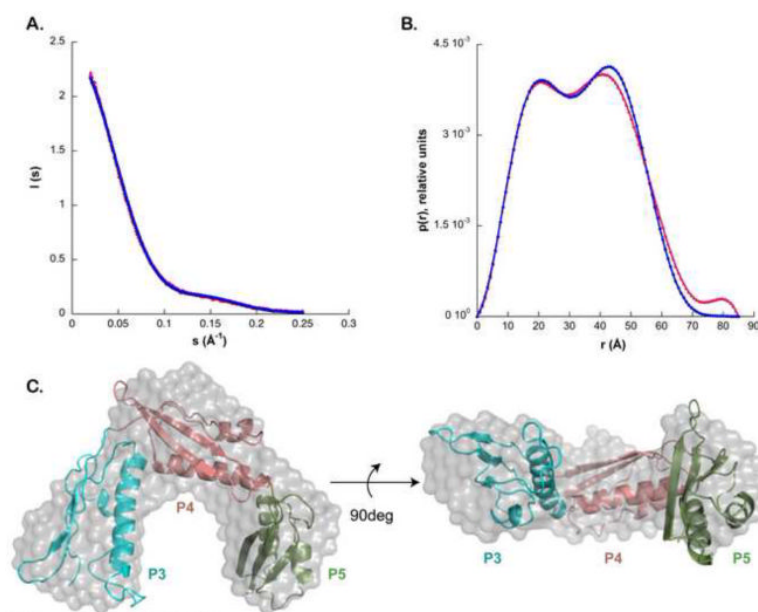 A.
2.5
2
1.5
1
0.5
0
0
0.05
0.1
0.15
0.2
0.25
0.3
I (s)
s (Å⁻¹)
B.
4.5 10⁻³
3 10⁻³
1.5 10⁻³
0 10⁰
0
10
20
30
40
50
60
70
80
90
p(r), relative units
r (Å)
C.
P4
P3
P5
90deg
P3
P4
P5